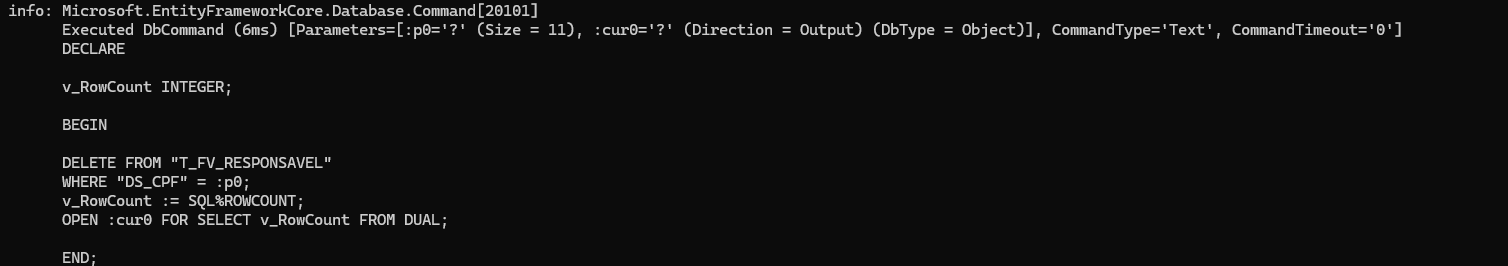 info: Microsoft.EntityFrameworkCore.Database.Command[20101]
Executed DbCommand (6ms) [Parameters=[:p0='?' (Size = 11), :cur0='?' (Direction = Output) (DbType = Object)], CommandType='Text', CommandTimeout='0']
DECLARE
v_RowCount INTEGER;
BEGIN
DELETE FROM "T_FV_RESPONSAVEL"
WHERE "DS_CPF" = :p0;
v_RowCount := SQL%ROWCOUNT;
OPEN :cur0 FOR SELECT v_RowCount FROM DUAL;
END;